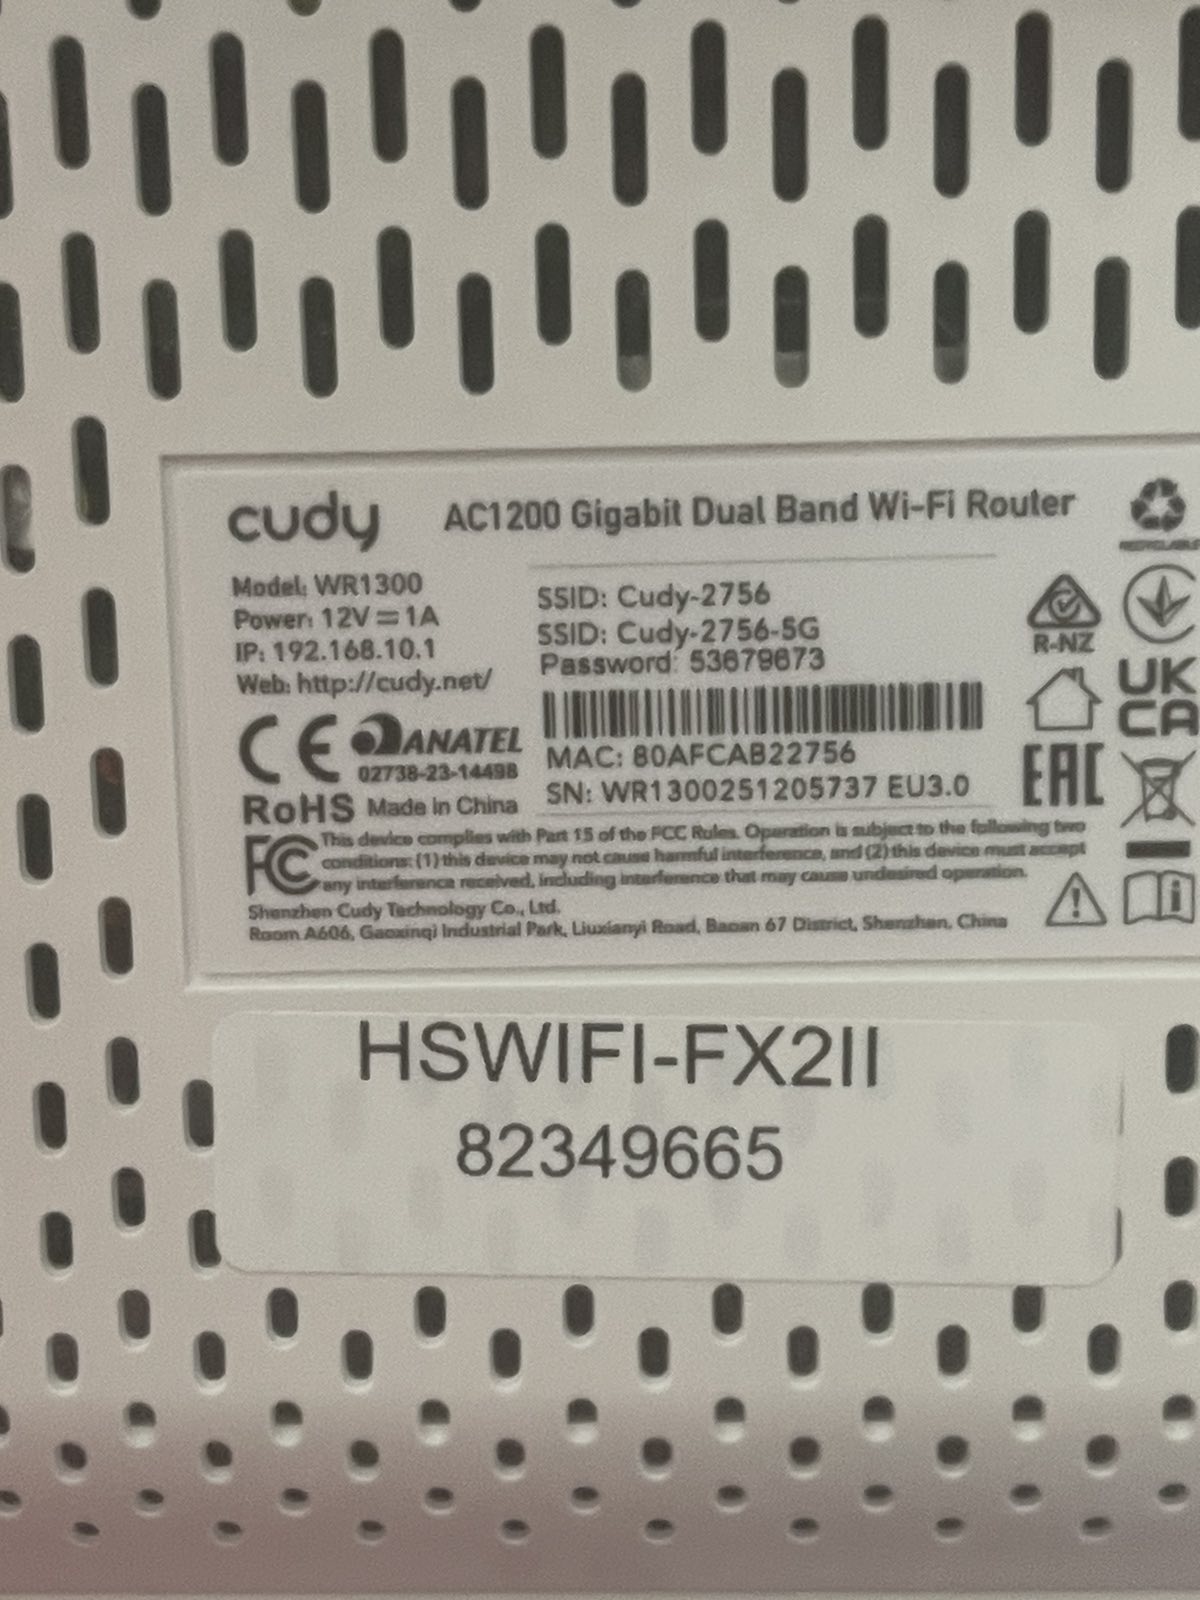 cudy
AC1200 Gigabit Dual Band Wi-Fi Router
Model: WR1300
Power: 12V⎓1A
IP: 192.168.10.1
Web: http://cudy.net/
SSID: Cudy-2756
SSID: Cudy-2756-5G
Password: 53679673
MAC: 80AFCAB22756
SN: WR1300251205737 EU3.0
CE ANATEL
02738-23-14498
RoHS Made in China
R-NZ
UK
CA
EAC
RECYCLABLE
FC This device complies with Part 15 of the FCC Rules. Operation is subject to the following two
conditions: (1) this device may not cause harmful interference, and (2) this device must accept
any interference received, including interference that may cause undesired operation.
Shenzhen Cudy Technology Co., Ltd.
Room A606, Gaoxinqi Industrial Park, Liuxianyi Road, Baoan 67 District, Shenzhen, China
HSWIFI-FX2II
82349665